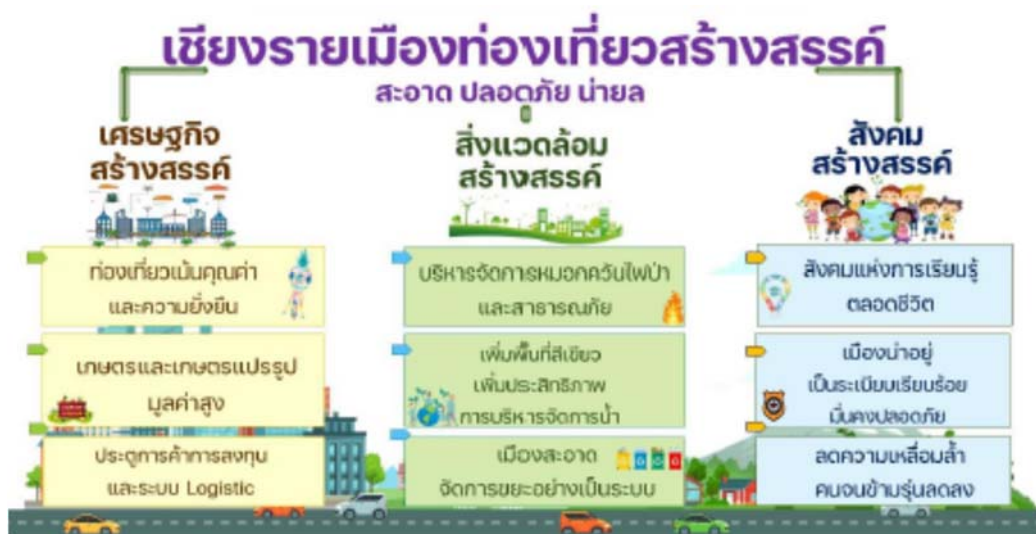 เชียงรายเมืองท่องเที่ยวสร้างสรรค์
สะอาด ปลอดภัย น่ายล
เศรษฐกิจ
สร้างสรรค์
ท่องเที่ยวเน้นคุณค่า
และความยั่งยืน
เกษตรและเกษตรแปรรูป
มูลค่าสูง
ประตูการค้าการลงทุน
และระบบ Logistic
สิ่งแวดล้อม
สร้างสรรค์
บริหารจัดการหมอกควันไฟป่า
และสาธารณภัย
เพิ่มพื้นที่สีเขียว
เพิ่มประสิทธิภาพ
การบริหารจัดการน้ำ
เมืองสะอาด
จัดการขยะอย่างเป็นระบบ
สังคม
สร้างสรรค์
สังคมแห่งการเรียนรู้
ตลอดชีวิต
เมืองน่าอยู่
เป็นระเบียบเรียบร้อย
มั่นคงปลอดภัย
ลดความเหลื่อมล้ำ
คนจนข้ามรุ่นลดลง